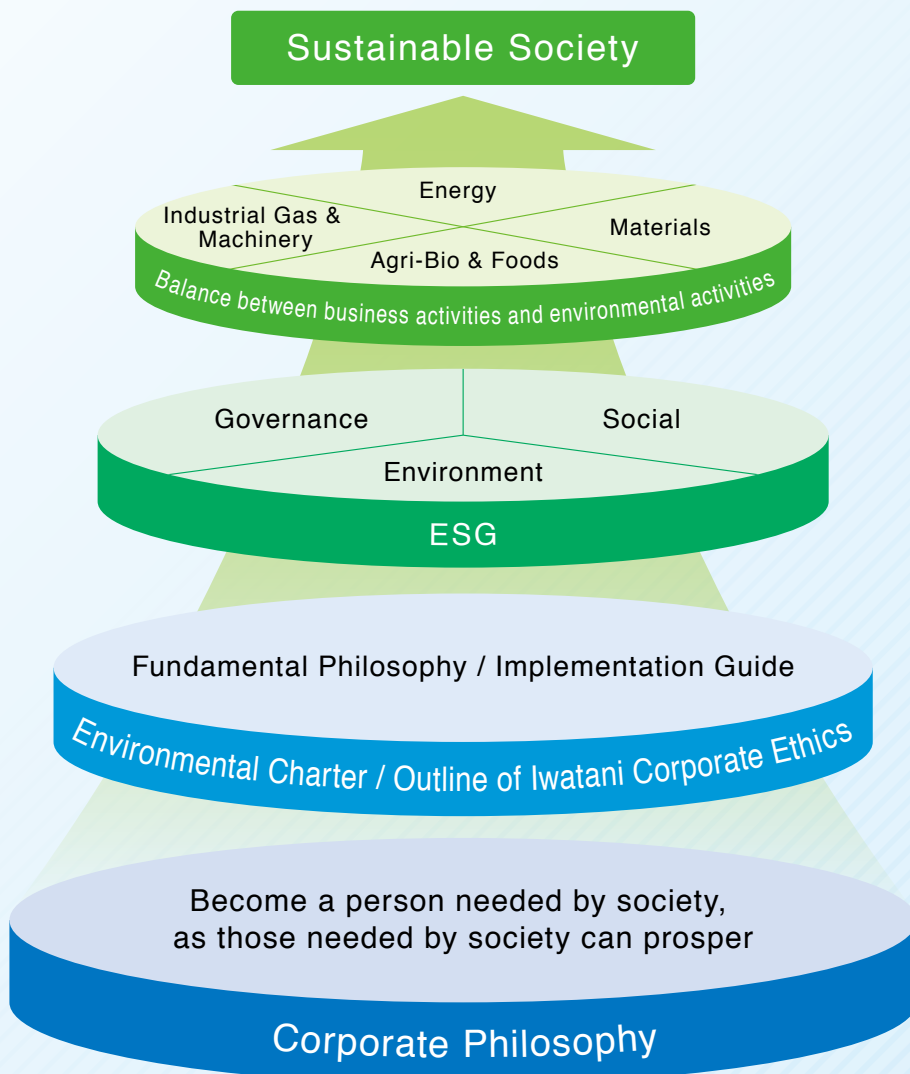 Sustainable Society
Energy
Industrial Gas &
Machinery
Materials
Agri-Bio & Foods
Balance between business activities and environmental activities
Governance
Social
Environment
ESG
Fundamental Philosophy / Implementation Guide
Environmental Charter / Outline of Iwatani Corporate Ethics
Become a person needed by society,
as those needed by society can prosper
Corporate Philosophy